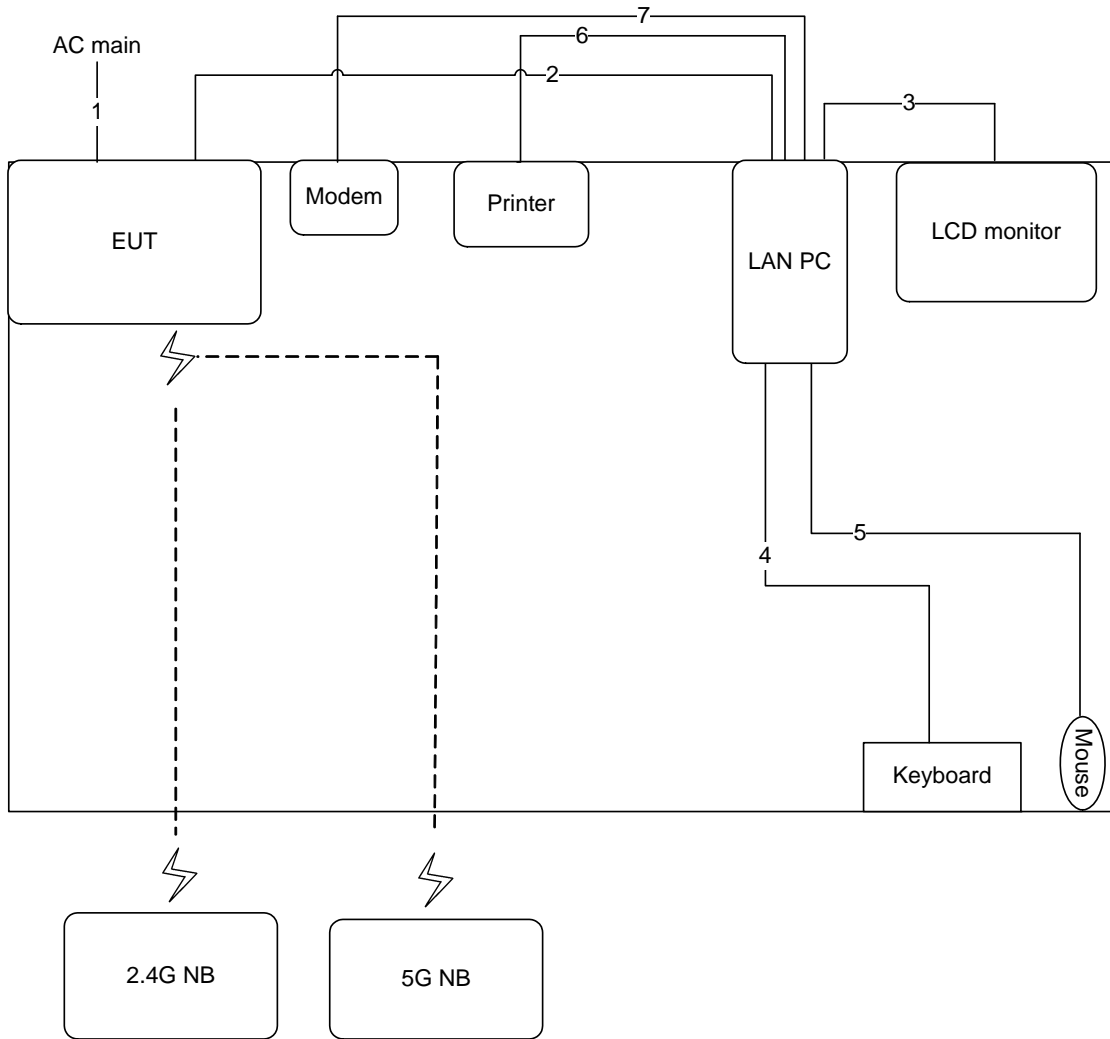 7
6
AC main
2
3
1
Modem
Printer
EUT
LAN PC
LCD monitor
5
4
Mouse
Keyboard
2.4G NB
5G NB